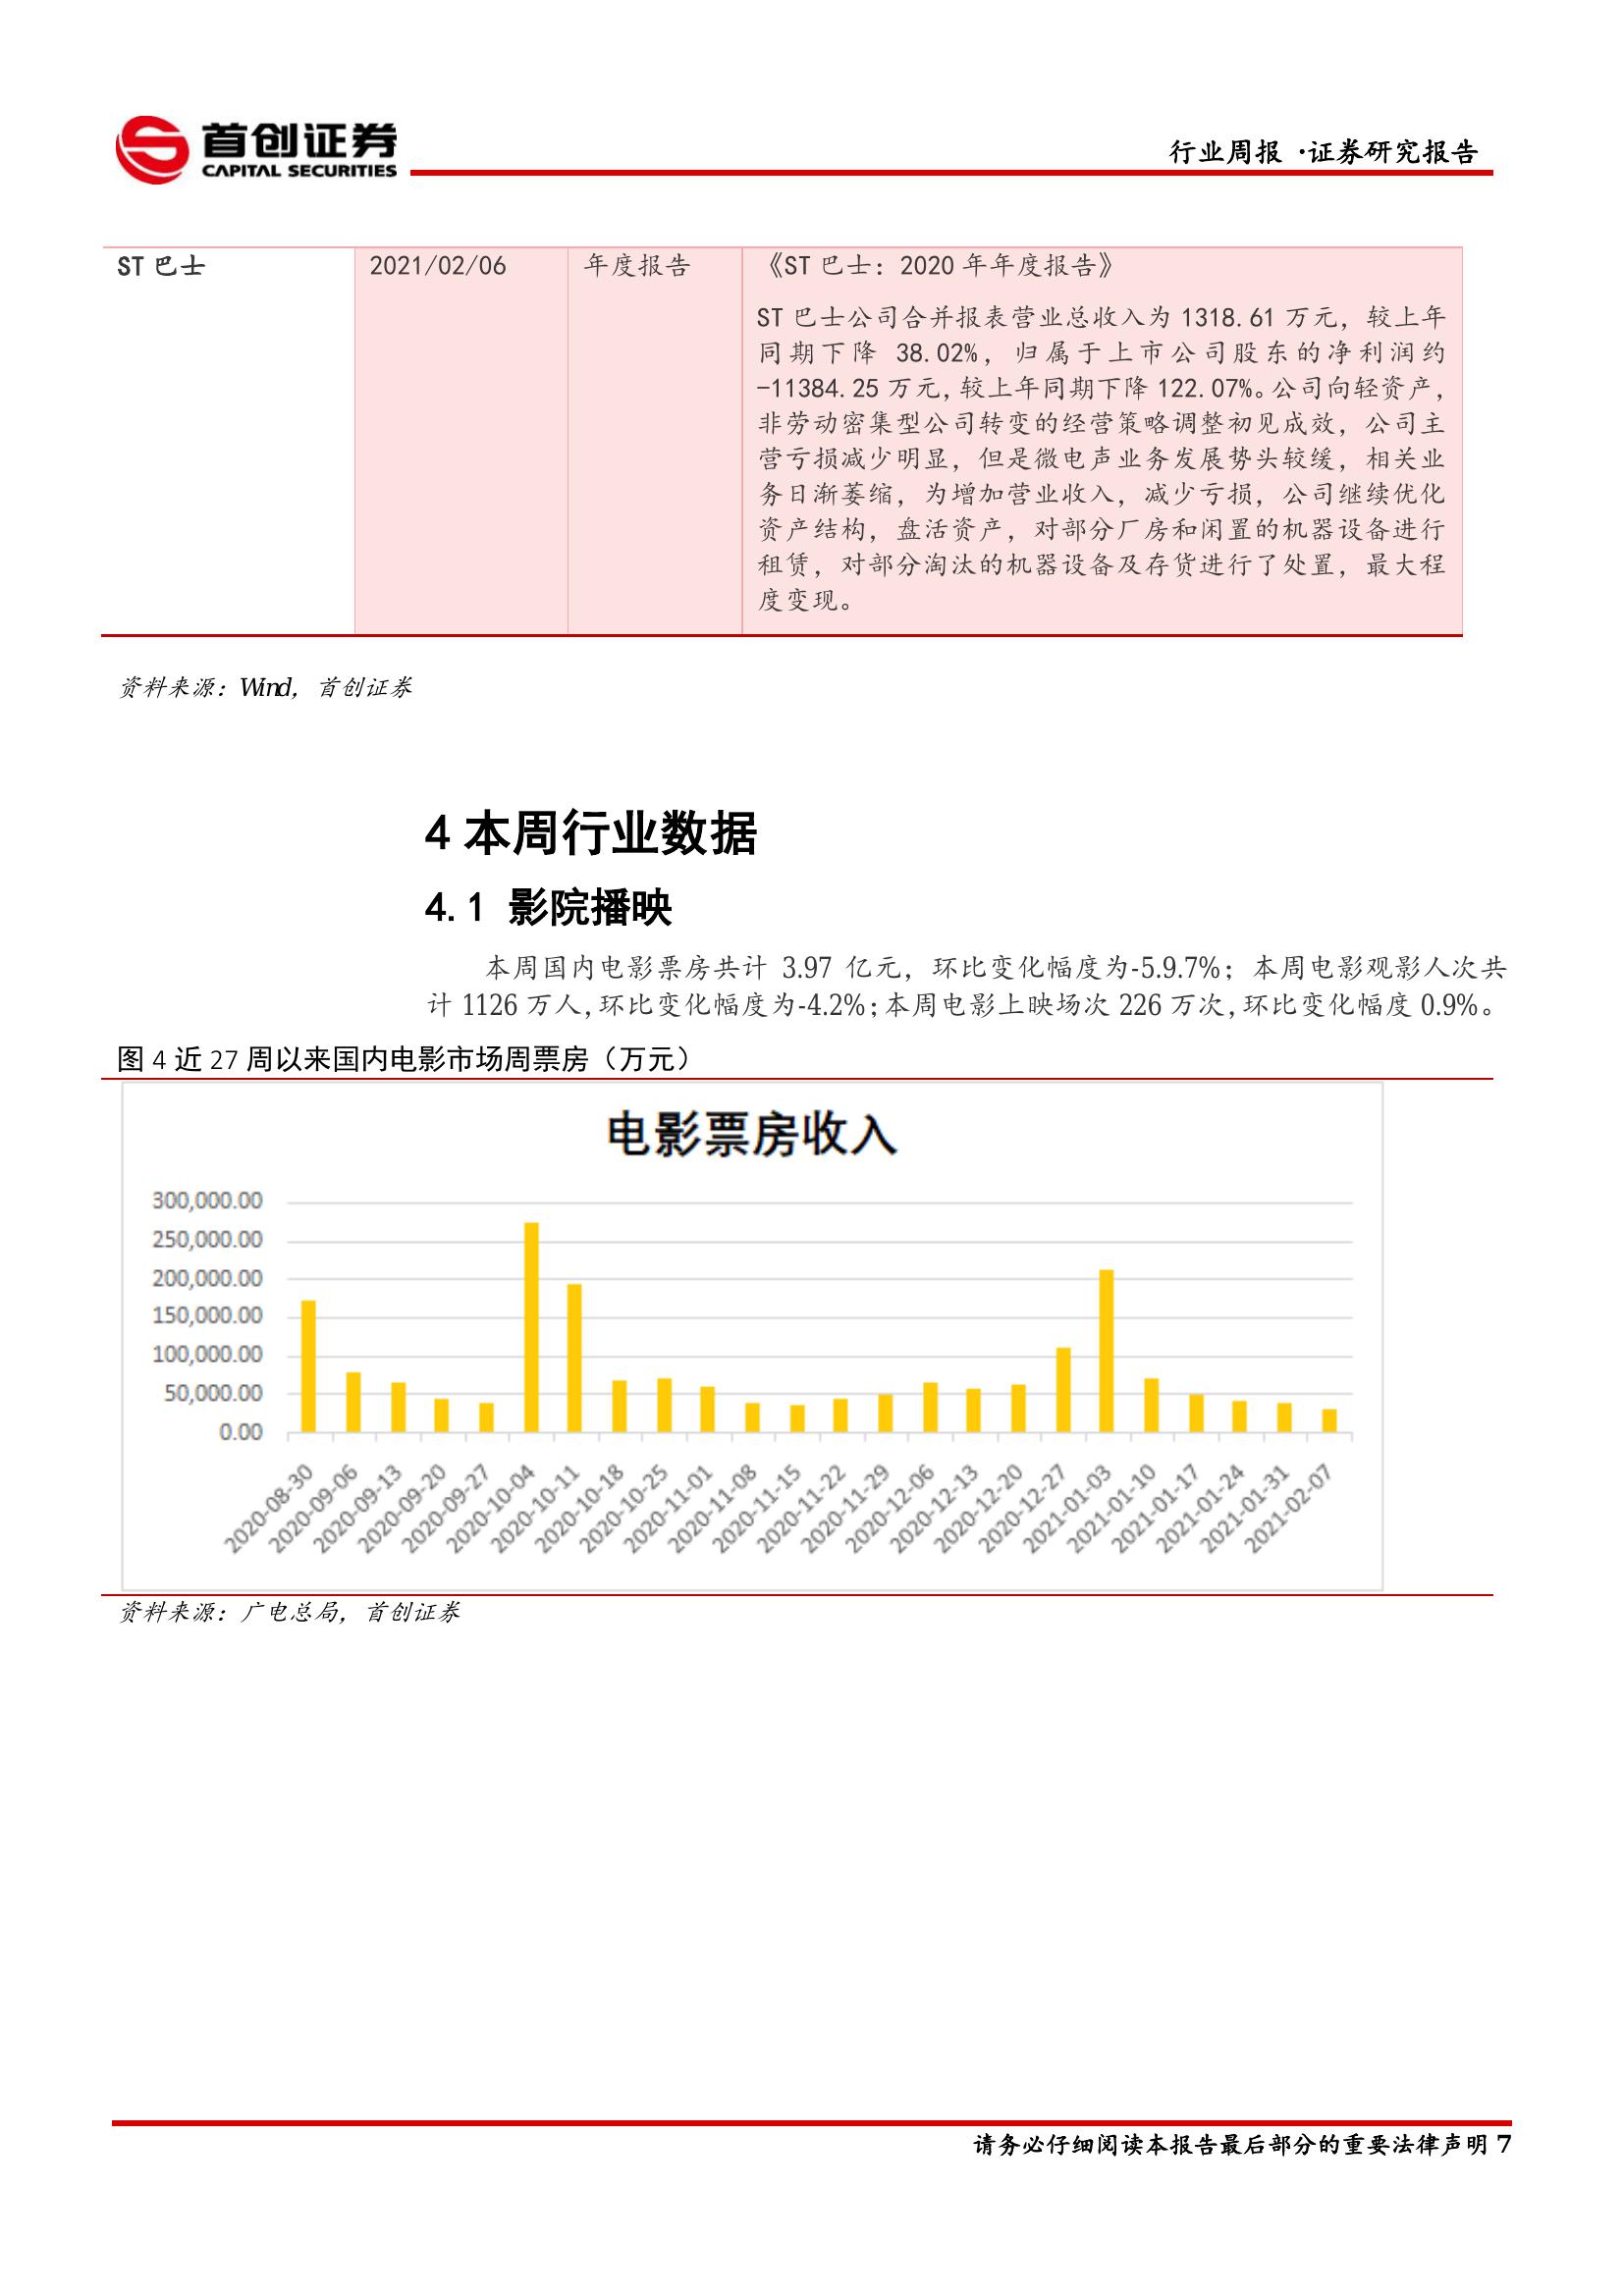 首创证券
CAPITAL SECURITIES
行业周报 ·证券研究报告
ST 巴士
2021/02/06
年度报告
《ST 巴士：2020 年年度报告》
ST 巴士公司合并报表营业总收入为 1318.61 万元，较上年
同期下降 38.02%，归属于上市公司股东的净利润约
-11384.25 万元，较上年同期下降 122.07%。公司向轻资产，
非劳动密集型公司转变的经营策略调整初见成效，公司主
营亏损减少明显，但是微电声业务发展势头较缓，相关业
务日渐萎缩，为增加营业收入，减少亏损，公司继续优化
资产结构，盘活资产，对部分厂房和闲置的机器设备进行
租赁，对部分淘汰的机器设备及存货进行了处置，最大程
度变现。
资料来源：Wind，首创证券
4 本周行业数据
4.1 影院播映
本周国内电影票房共计 3.97 亿元，环比变化幅度为-5.9.7%；本周电影观影人次共
计 1126 万人，环比变化幅度为-4.2%；本周电影上映场次 226 万次，环比变化幅度 0.9%。
图 4 近 27 周以来国内电影市场周票房（万元）
电影票房收入
300,000.00
250,000.00
200,000.00
150,000.00
100,000.00
50,000.00
0.00
2020-08-30
2020-09-06
2020-09-13
2020-09-20
2020-09-27
2020-10-04
2020-10-11
2020-10-18
2020-10-25
2020-11-01
2020-11-08
2020-11-15
2020-11-22
2020-11-29
2020-12-06
2020-12-13
2020-12-20
2020-12-27
2021-01-03
2021-01-10
2021-01-17
2021-01-24
2021-01-31
2021-02-07
资料来源：广电总局，首创证券
请务必仔细阅读本报告最后部分的重要法律声明 7